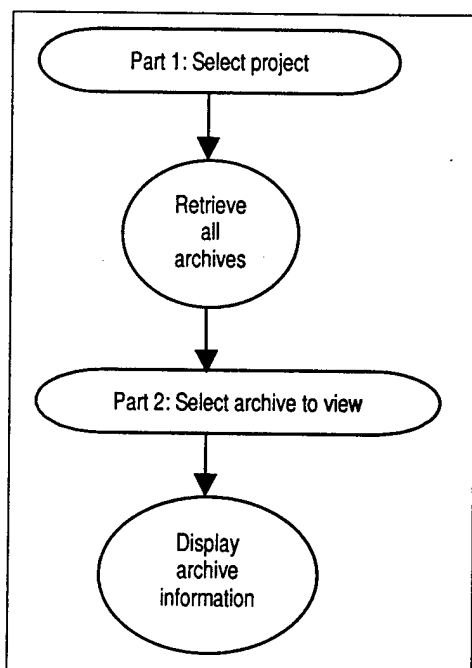 Part 1: Select project
Retrieve
all
archives
Part 2: Select archive to view
Display
archive
information